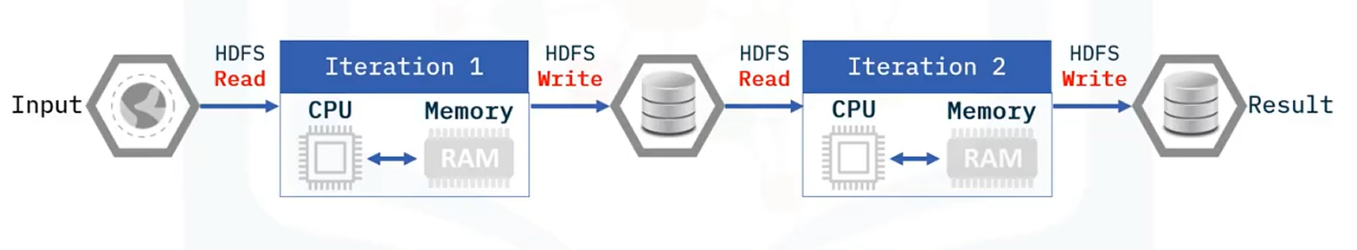 Input
HDFS
Read
Iteration 1
CPU
Memory
RAM
HDFS
Write
HDFS
Read
Iteration 2
CPU
Memory
RAM
HDFS
Write
Result